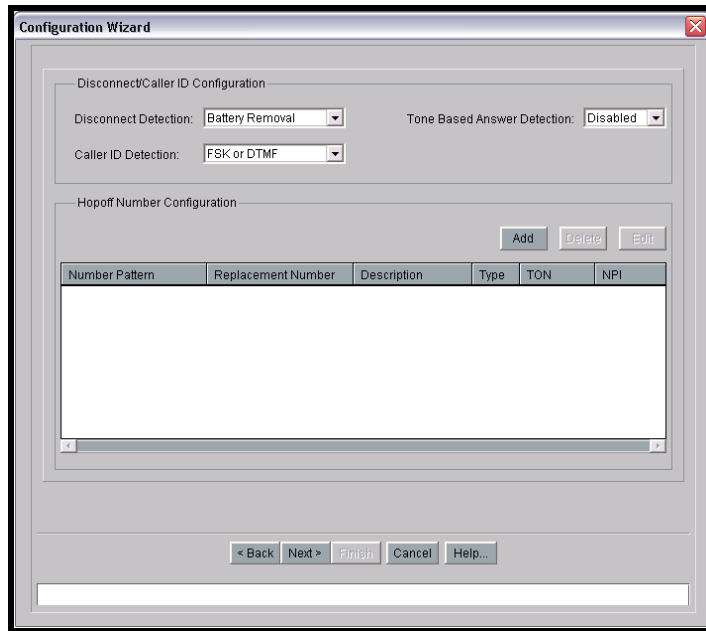 Configuration Wizard
Disconnect/Caller ID Configuration
Disconnect Detection: Battery Removal Tone Based Answer Detection: Disabled
Caller ID Detection: FSK or DTMF
Hopoff Number Configuration
Add Delete Edit
Number Pattern Replacement Number Description Type TON NPI
< Back Next > Finish Cancel Help...